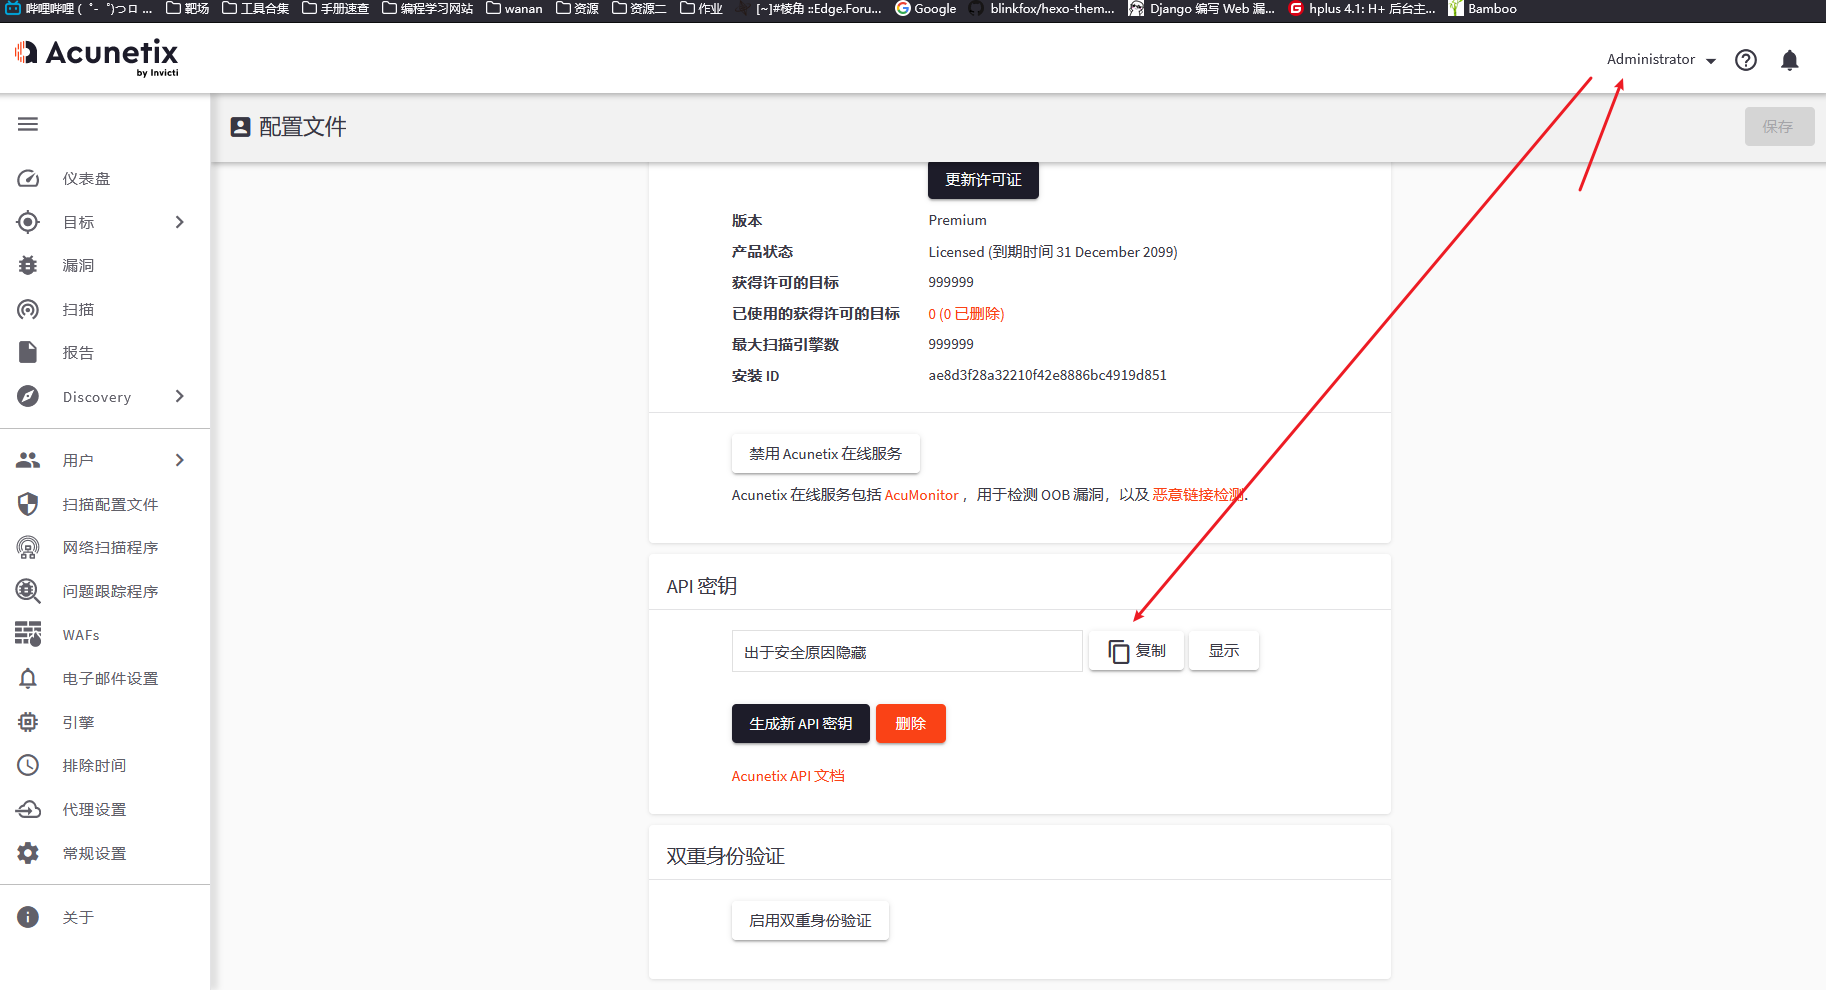 哔哩哔哩 ( ゜- ゜)つロ ... 靶场 工具合集 手册速查 编程学习网站 wanan 资源 资源二 作业 [~]#棱角 ::Edge.Foru... Google blinkfox/hexo-them... Django 编写 Web 漏... hplus 4.1: H+ 后台主... Bamboo
Acunetix
by Invicti
Administrator
配置文件
保存
仪表盘
目标
漏洞
扫描
报告
Discovery
用户
扫描配置文件
网络扫描程序
问题跟踪程序
WAFs
电子邮件设置
引擎
排除时间
代理设置
常规设置
关于
更新许可证
版本 Premium
产品状态 Licensed (到期时间 31 December 2099)
获得许可的目标 999999
已使用的获得许可的目标 0 (0 已删除)
最大扫描引擎数 999999
安装 ID ae8d3f28a32210f42e8886bc4919d851
禁用 Acunetix 在线服务
Acunetix 在线服务包括 AcuMonitor ，用于检测 OOB 漏洞，以及 恶意链接检测.
API 密钥
出于安全原因隐藏 复制 显示
生成新 API 密钥 删除
Acunetix API 文档
双重身份验证
启用双重身份验证